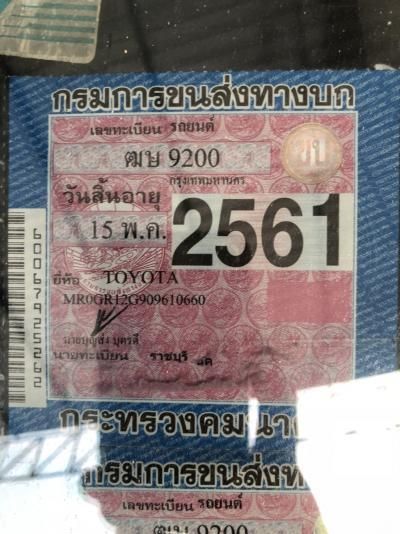 กรมการขนส่งทางบก
เลขทะเบียน รถยนต์
ฒษ 9200
กรุงเทพมหานคร
วันสิ้นอายุ
15 พ.ค. 2561
ยี่ห้อ TOYOTA
MR0GR12G909610660
นายทะเบียน ราชบุรี
60067925262
กระทรวงคมนาค
กรมการขนส่งท
เลขทะเบียน รถยนต์
9200